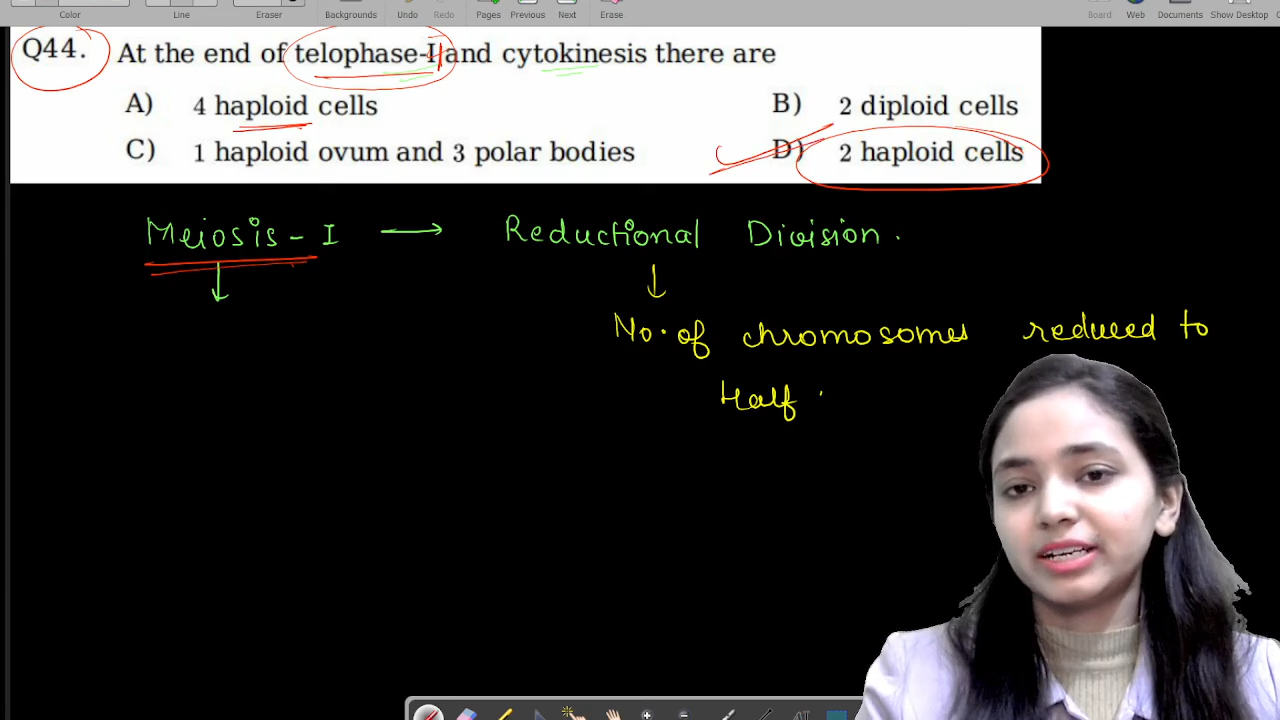 Color Line Eraser Backgrounds Undo Redo Pages Previous Next Erase Board Web Documents Show Desktop
Q44. At the end of telophase-I and cytokinesis there are
A) 4 haploid cells B) 2 diploid cells
C) 1 haploid ovum and 3 polar bodies D) 2 haploid cells
Meiosis - I → Reductional Division.
↓ ↓
No. of chromosomes reduced to
Half.